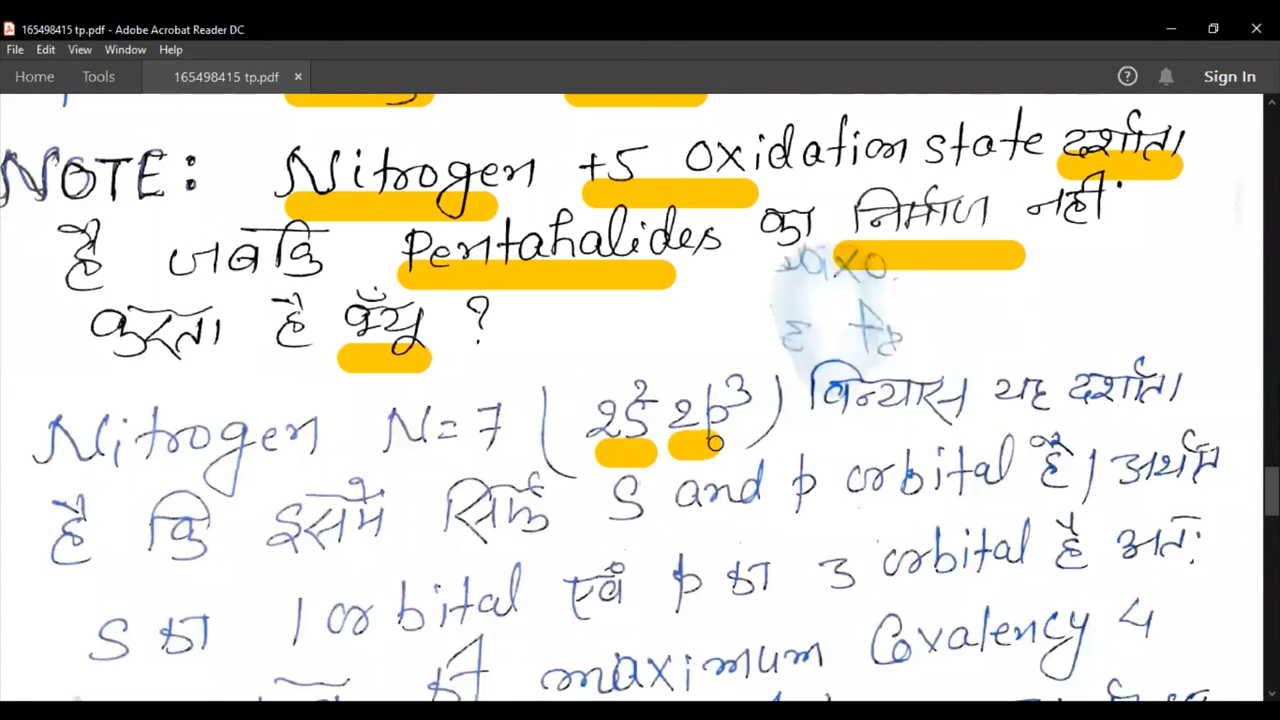 165498415 tp.pdf - Adobe Acrobat Reader DC
File Edit View Window Help
Home Tools 165498415 tp.pdf × Sign In
NOTE: Nitrogen +5 oxidation state दर्शाता
है जबकि Pentahalides का निर्माण नहीं
करता है क्यूँ ?
Nitrogen N=7 (2s² 2p³) विन्यास यह दर्शाता
है कि इसमें सिर्फ S and p orbital है। अर्थात
S का 1 orbital एवं p का 3 orbital है अतः
की maximum Covalency 4